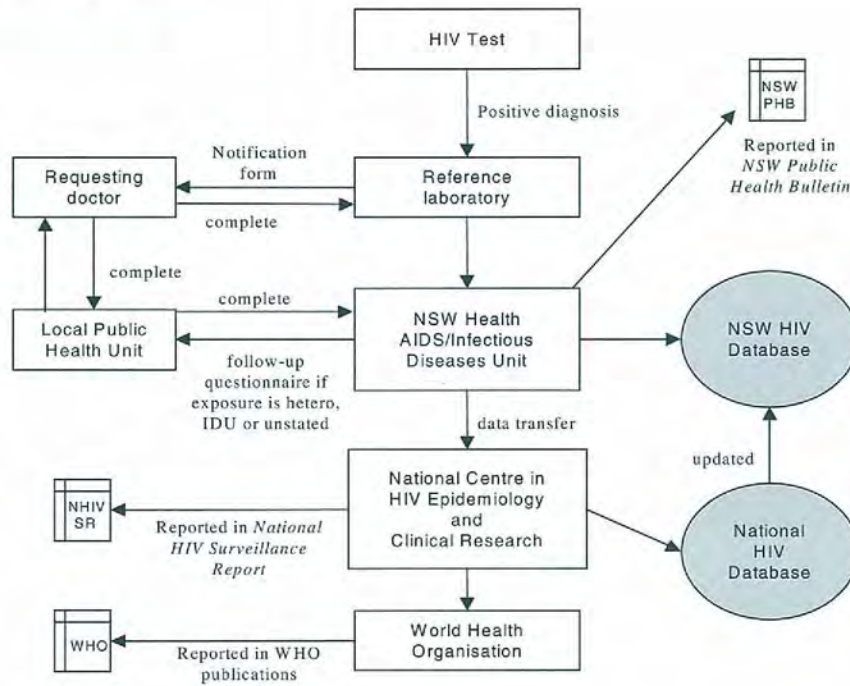 HIV Test
NSW
PHB
Positive diagnosis
Reported in
NSW Public
Health Bulletin
Notification
form
Requesting
doctor
Reference
laboratory
complete
complete
complete
Local Public
Health Unit
NSW Health
AIDS/Infectious
Diseases Unit
NSW HIV
Database
follow-up
questionnaire if
exposure is hetero,
IDU or unstated
data transfer
updated
National Centre in
HIV Epidemiology
and
Clinical Research
NHIV
SR
Reported in National
HIV Surveillance
Report
National
HIV
Database
World Health
Organisation
WHO
Reported in WHO
publications